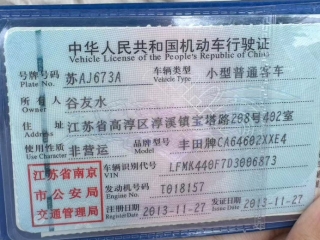 中华人民共和国机动车行驶证
Vehicle License of the People's Republic of China
号牌号码 苏AJ673A 车辆类型 小型普通客车
Plate No. Vehicle Type
所有人 谷友水
Owner
住址 江苏省高淳区淳溪镇宝塔路298号402室
Address
使用性质 非营运 品牌型号 丰田牌CA64602XXE4
Use Character Model
江苏省南京市公安局交通管理局
车辆识别代号 LFMK440F7D3006873
VIN
发动机号码 T018157
Engine No.
注册日期 2013-11-27 发证日期 2013-11-27
Register Date Issue Date